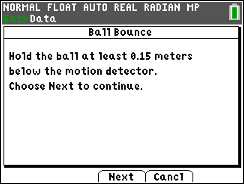 NORMAL FLOAT AUTO REAL RADIAN MP
EasyData
Ball Bounce
Hold the ball at least 0.15 meters
below the motion detector.
Choose Next to continue.
Next
Cancl